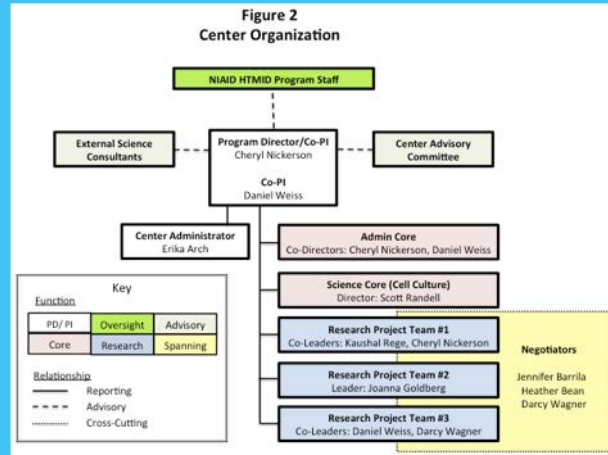 Figure 2
Center Organization
NIAID HTMID Program Staff
External Science
Consultants
Program Director/Co-PI
Cheryl Nickerson
Co-PI
Daniel Weiss
Center Advisory
Committee
Center Administrator
Erika Arch
Admin Core
Co-Directors: Cheryl Nickerson, Daniel Weiss
Science Core (Cell Culture)
Director: Scott Randell
Research Project Team #1
Co-Leaders: Kaushal Rege, Cheryl Nickerson
Research Project Team #2
Leader: Joanna Goldberg
Research Project Team #3
Co-Leaders: Daniel Weiss, Darcy Wagner
Negotiators
Jennifer Barrila
Heather Bean
Darcy Wagner
Key
Function
PD/ PI
Oversight
Advisory
Core
Research
Spanning
Relationship
Reporting
Advisory
Cross-Cutting